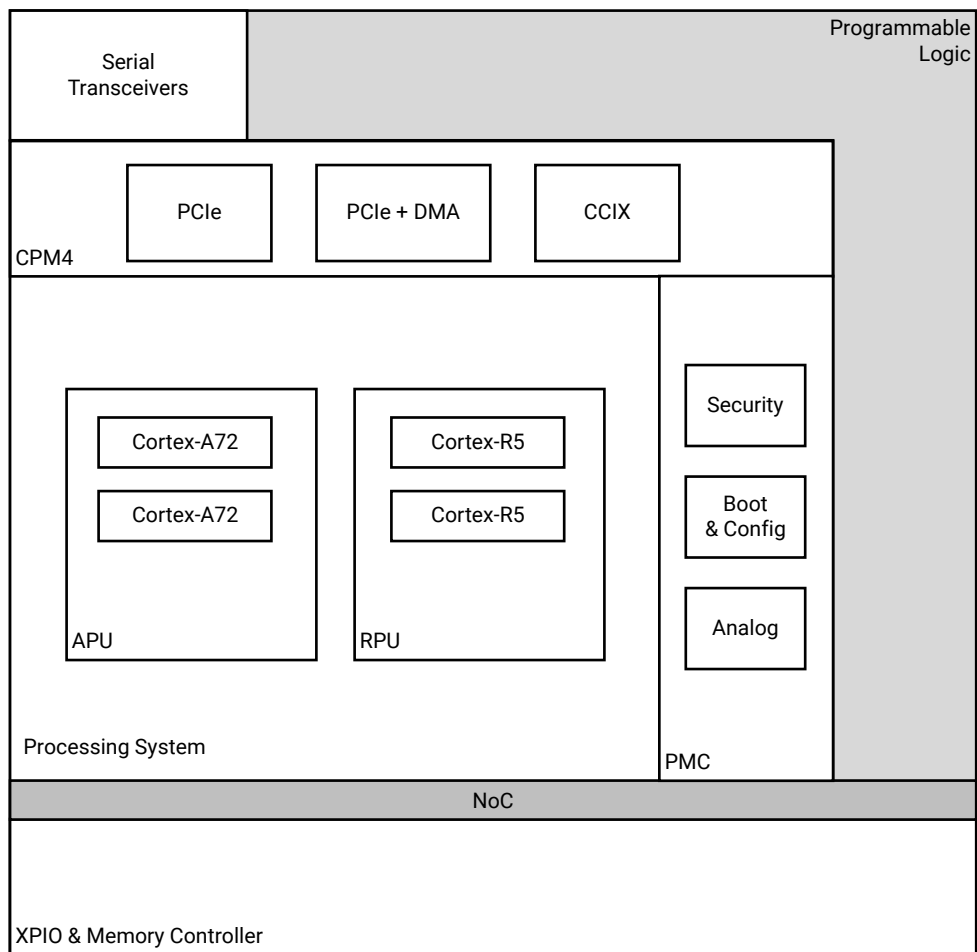 Serial
Transceivers
Programmable
Logic
PCIe
PCIe + DMA
CCIX
CPM4
Cortex-A72
Cortex-A72
APU
Cortex-R5
Cortex-R5
RPU
Processing System
Security
Boot
& Config
Analog
PMC
NoC
XPIO & Memory Controller